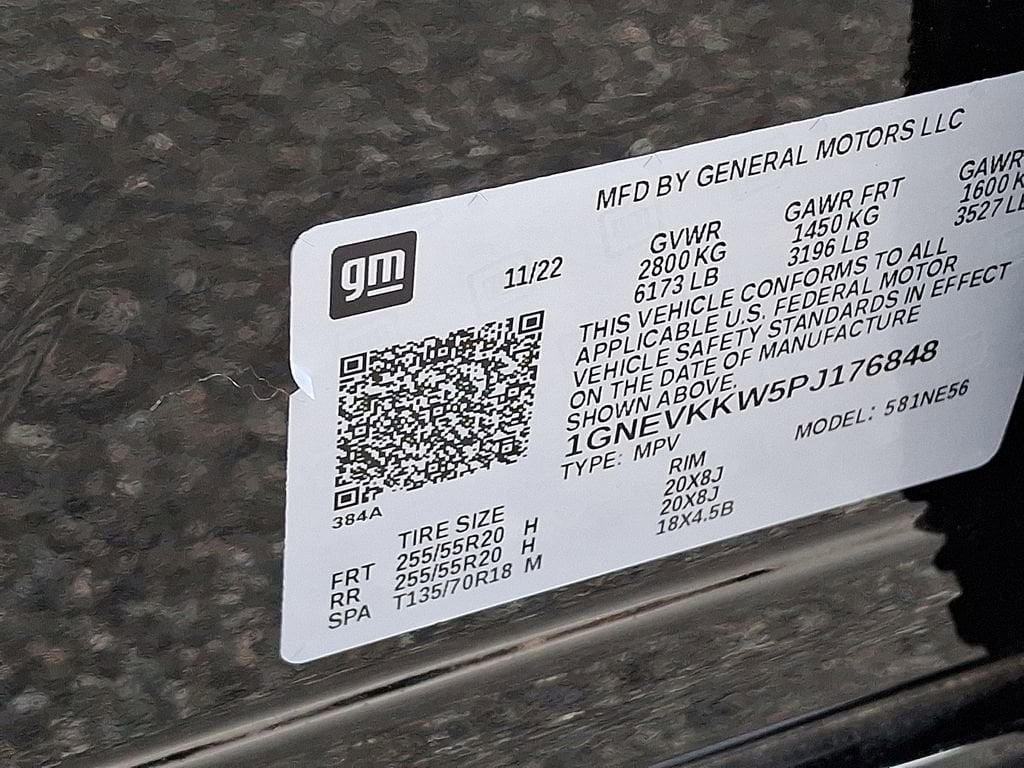 MFD BY GENERAL MOTORS LLC
gm
11/22
GVWR GAWR FRT GAWR
2800 KG 1450 KG 1600
6173 LB 3196 LB 3527
THIS VEHICLE CONFORMS TO ALL
APPLICABLE U.S. FEDERAL MOTOR
VEHICLE SAFETY STANDARDS IN EFFECT
ON THE DATE OF MANUFACTURE
SHOWN ABOVE.
1GNEVKKW5PJ176848
TYPE: MPV MODEL: 581NE56
384A
TIRE SIZE RIM
FRT 255/55R20 H 20X8J
RR 255/55R20 H 20X8J
SPA T135/70R18 M 18X4.5B